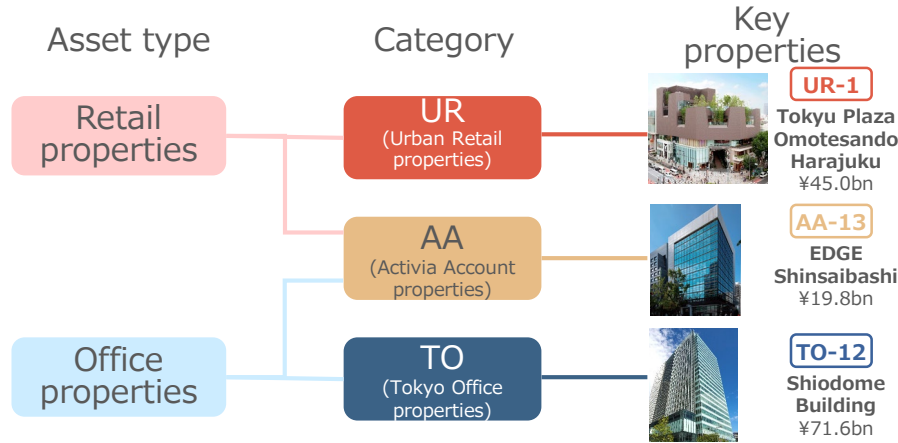 Asset type
Category
Key
properties
Retail
properties
UR
(Urban Retail
properties)
UR-1
Tokyu Plaza
Omotesando
Harajuku
¥45.0bn
AA
(Activia Account
properties)
AA-13
EDGE
Shinsaibashi
¥19.8bn
Office
properties
TO
(Tokyo Office
properties)
TO-12
Shiodome
Building
¥71.6bn